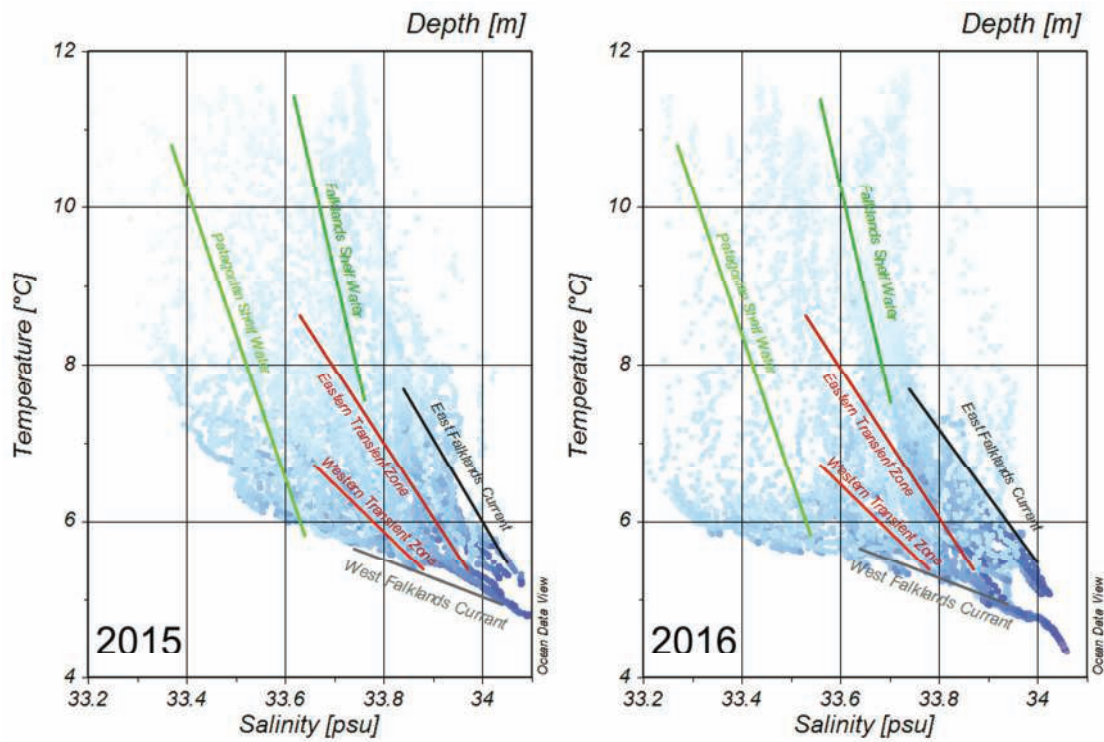 Depth [m]
12
10
8
6
4
Temperature [°C]
Patagonian Shelf Water
Falklands Shelf Water
Eastern Transient Zone
Western Transient Zone
East Falklands Currant
West Falklands Currant
2015
Ocean Data View
33.2
33.4
33.6
33.8
34
Salinity [psu]
Depth [m]
12
10
8
6
4
Temperature [°C]
Patagonian Shelf Water
Falklands Shelf Water
Eastern Transient Zone
Western Transient Zone
East Falklands Currant
West Falklands Currant
2016
Ocean Data View
33.2
33.4
33.6
33.8
34
Salinity [psu]